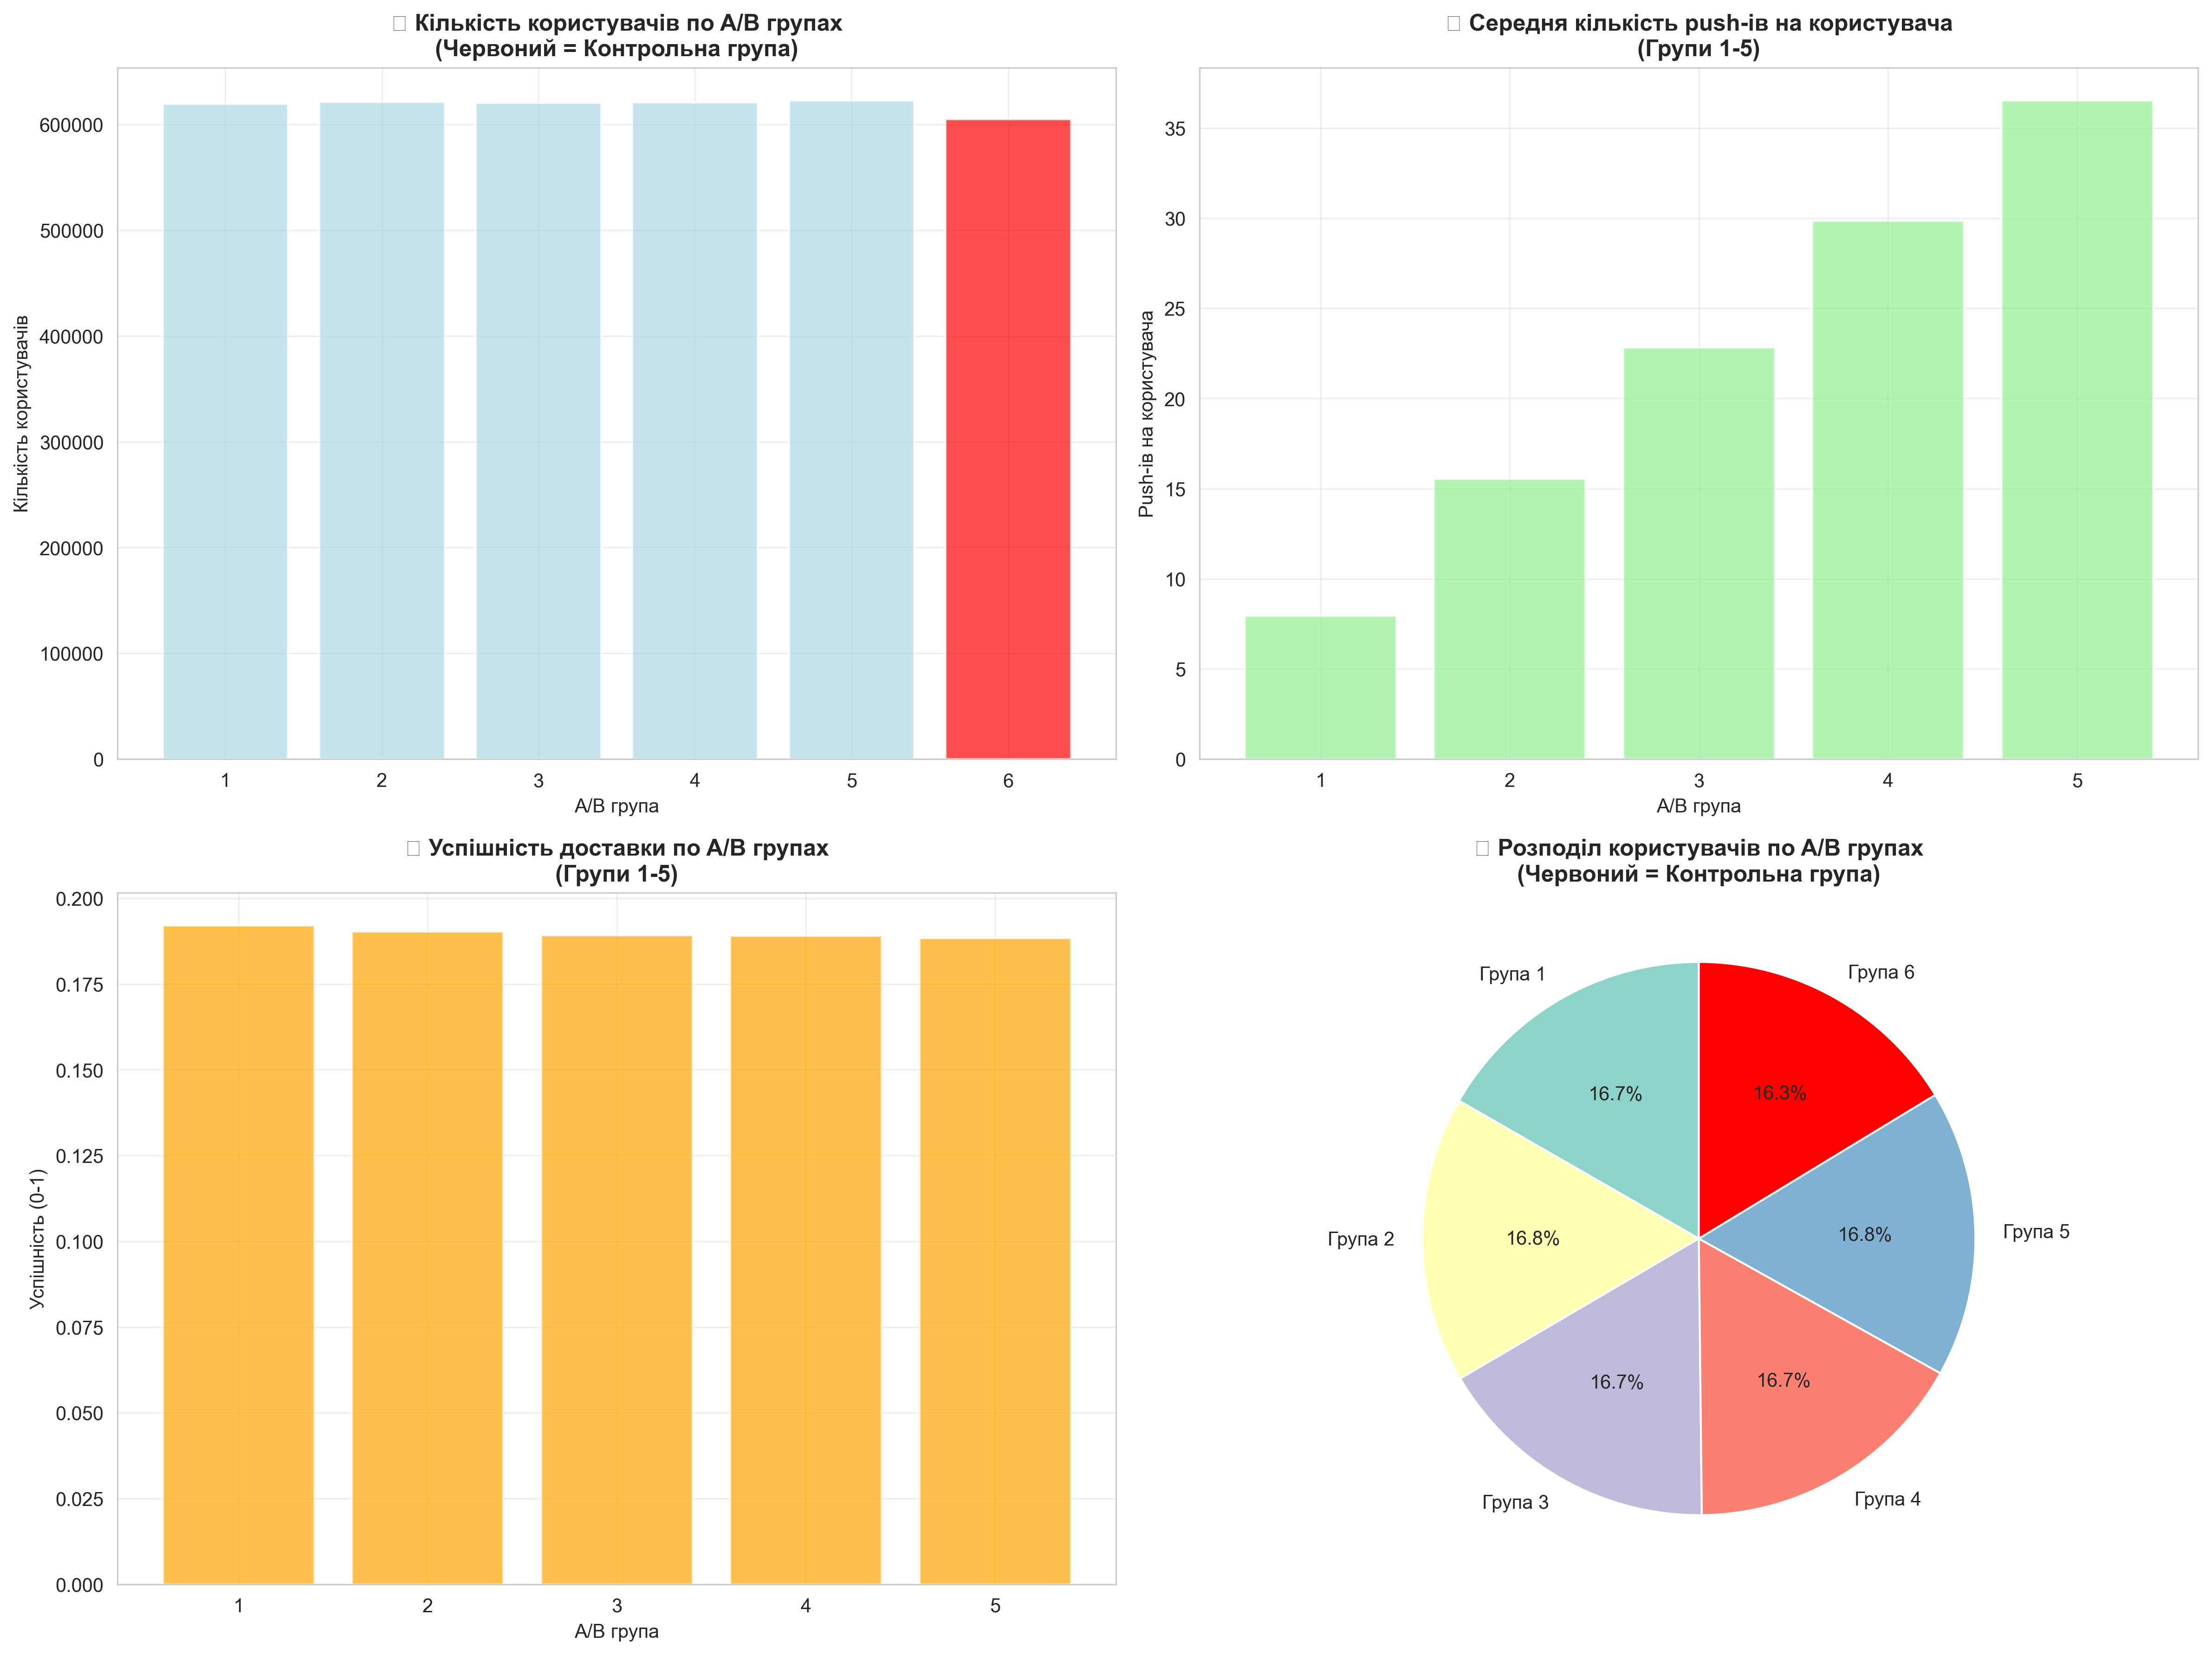 Кількість користувачів по A/B групах
(Червоний = Контрольна група)
Кількість користувачів
600000
500000
400000
300000
200000
100000
0
1 2 3 4 5 6
A/B група
Середня кількість push-ів на користувача
(Групи 1-5)
Push-ів на користувача
35
30
25
20
15
10
5
0
1 2 3 4 5
A/B група
Успішність доставки по A/B групах
(Групи 1-5)
Успішність (0-1)
0.200
0.175
0.150
0.125
0.100
0.075
0.050
0.025
0.000
1 2 3 4 5
A/B група
Розподіл користувачів по A/B групах
(Червоний = Контрольна група)
Група 1
Група 6
16.7%
16.3%
Група 2
16.8%
16.8%
Група 5
16.7%
16.7%
Група 3
Група 4